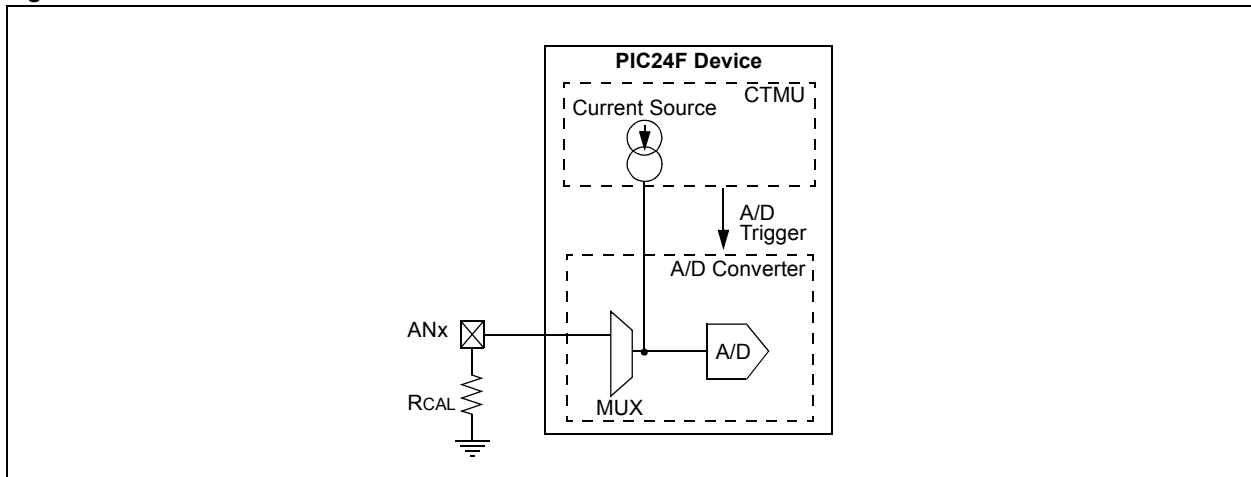 PIC24F Device
CTMU
Current Source
A/D
Trigger
A/D Converter
ANx
A/D
RCAL
MUX